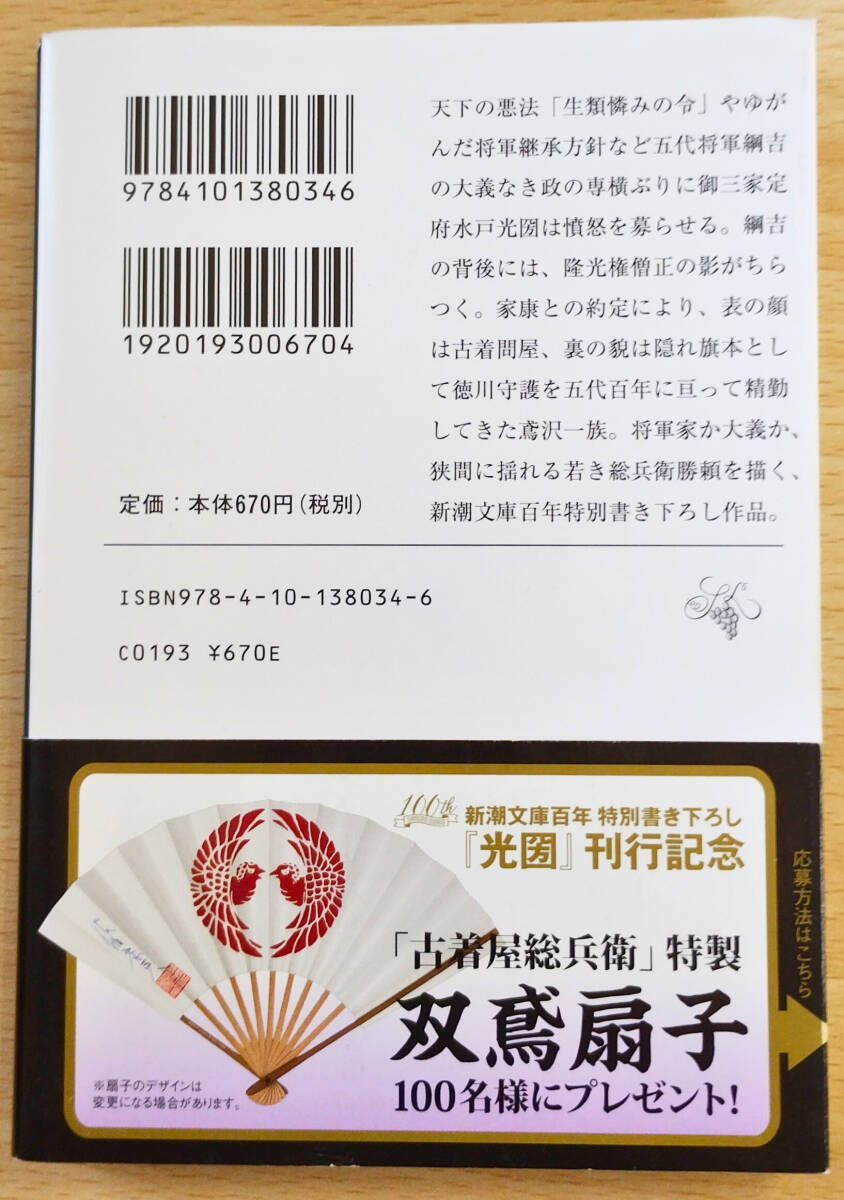 9784101380346
1920193006704
定価：本体670円（税別）
天下の悪法「生類憐みの令」やゆが
んだ将軍継承方針など五代将軍綱吉
の大義なき政の専横ぶりに御三家定
府水戸光圀は憤怒を募らせる。綱吉
の背後には、隆光権僧正の影がちら
つく。家康との約定により、表の顔
は古着問屋、裏の貌は隠れ旗本とし
て徳川守護を五代百年に亘って精勤
してきた鳶沢一族。将軍家か大義か、
狭間に揺れる若き総兵衛勝頼を描く、
新潮文庫百年特別書き下ろし作品。
ISBN978-4-10-138034-6
C0193 ¥670E
100th
新潮文庫百年 特別書き下ろし
『光圀』刊行記念
「古着屋総兵衛」特製
双鳶扇子
100名様にプレゼント!
※扇子のデザインは
変更になる場合があります。
応募方法はこちら